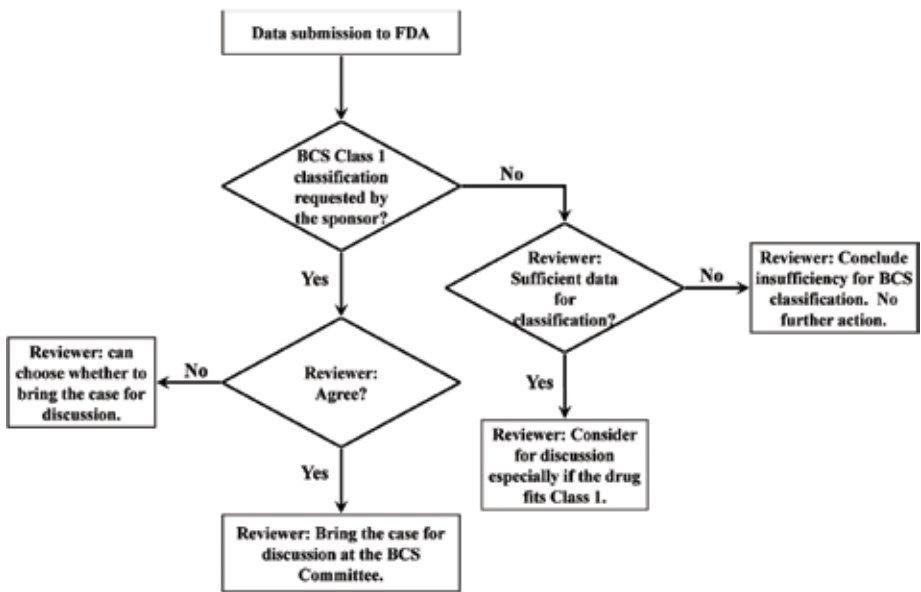 Data submission to FDA
BCS Class 1
classification
requested by
the sponsor?
No
Reviewer:
Sufficient data
for
classification?
No
Reviewer: Conclude
insufficiency for BCS
classification. No
further action.
Yes
Reviewer: can
choose whether to
bring the case for
discussion.
No
Reviewer:
Agree?
Yes
Reviewer: Consider
for discussion
especially if the drug
fits Class 1.
Yes
Reviewer: Bring the case for
discussion at the BCS
Committee.